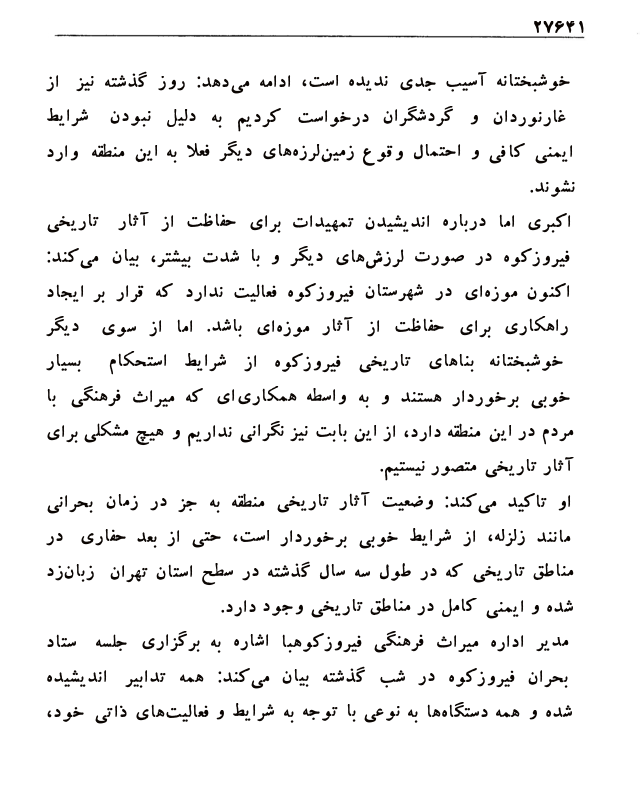 ۲۷۶۴۱
خوشبختانه آسیب جدی ندیده است، ادامه می‌دهد: روز گذشته نیز از
غارنوردان و گردشگران درخواست کردیم به دلیل نبودن شرایط
ایمنی کافی و احتمال وقوع زمین‌لرزه‌های دیگر فعلا به این منطقه وارد
نشوند.
اکبری اما درباره اندیشیدن تمهیدات برای حفاظت از آثار تاریخی
فیروزکوه در صورت لرزش‌های دیگر و با شدت بیشتر، بیان می‌کند:
اکنون موزه‌ای در شهرستان فیروزکوه فعالیت ندارد که قرار بر ایجاد
راهکاری برای حفاظت از آثار موزه‌ای باشد. اما از سوی دیگر
خوشبختانه بناهای تاریخی فیروزکوه از شرایط استحکام بسیار
خوبی برخوردار هستند و به واسطه همکاری‌ای که میراث فرهنگی با
مردم در این منطقه دارد، از این بابت نیز نگرانی نداریم و هیچ مشکلی برای
آثار تاریخی متصور نیستیم.
او تاکید می‌کند: وضعیت آثار تاریخی منطقه به جز در زمان بحرانی
مانند زلزله، از شرایط خوبی برخوردار است، حتی از بعد حفاری در
مناطق تاریخی که در طول سه سال گذشته در سطح استان تهران زبان‌زد
شده و ایمنی کامل در مناطق تاریخی وجود دارد.
مدیر اداره میراث فرهنگی فیروزکوهبا اشاره به برگزاری جلسه ستاد
بحران فیروزکوه در شب گذشته بیان می‌کند: همه تدابیر اندیشیده
شده و همه دستگاه‌ها به نوعی با توجه به شرایط و فعالیت‌های ذاتی خود،